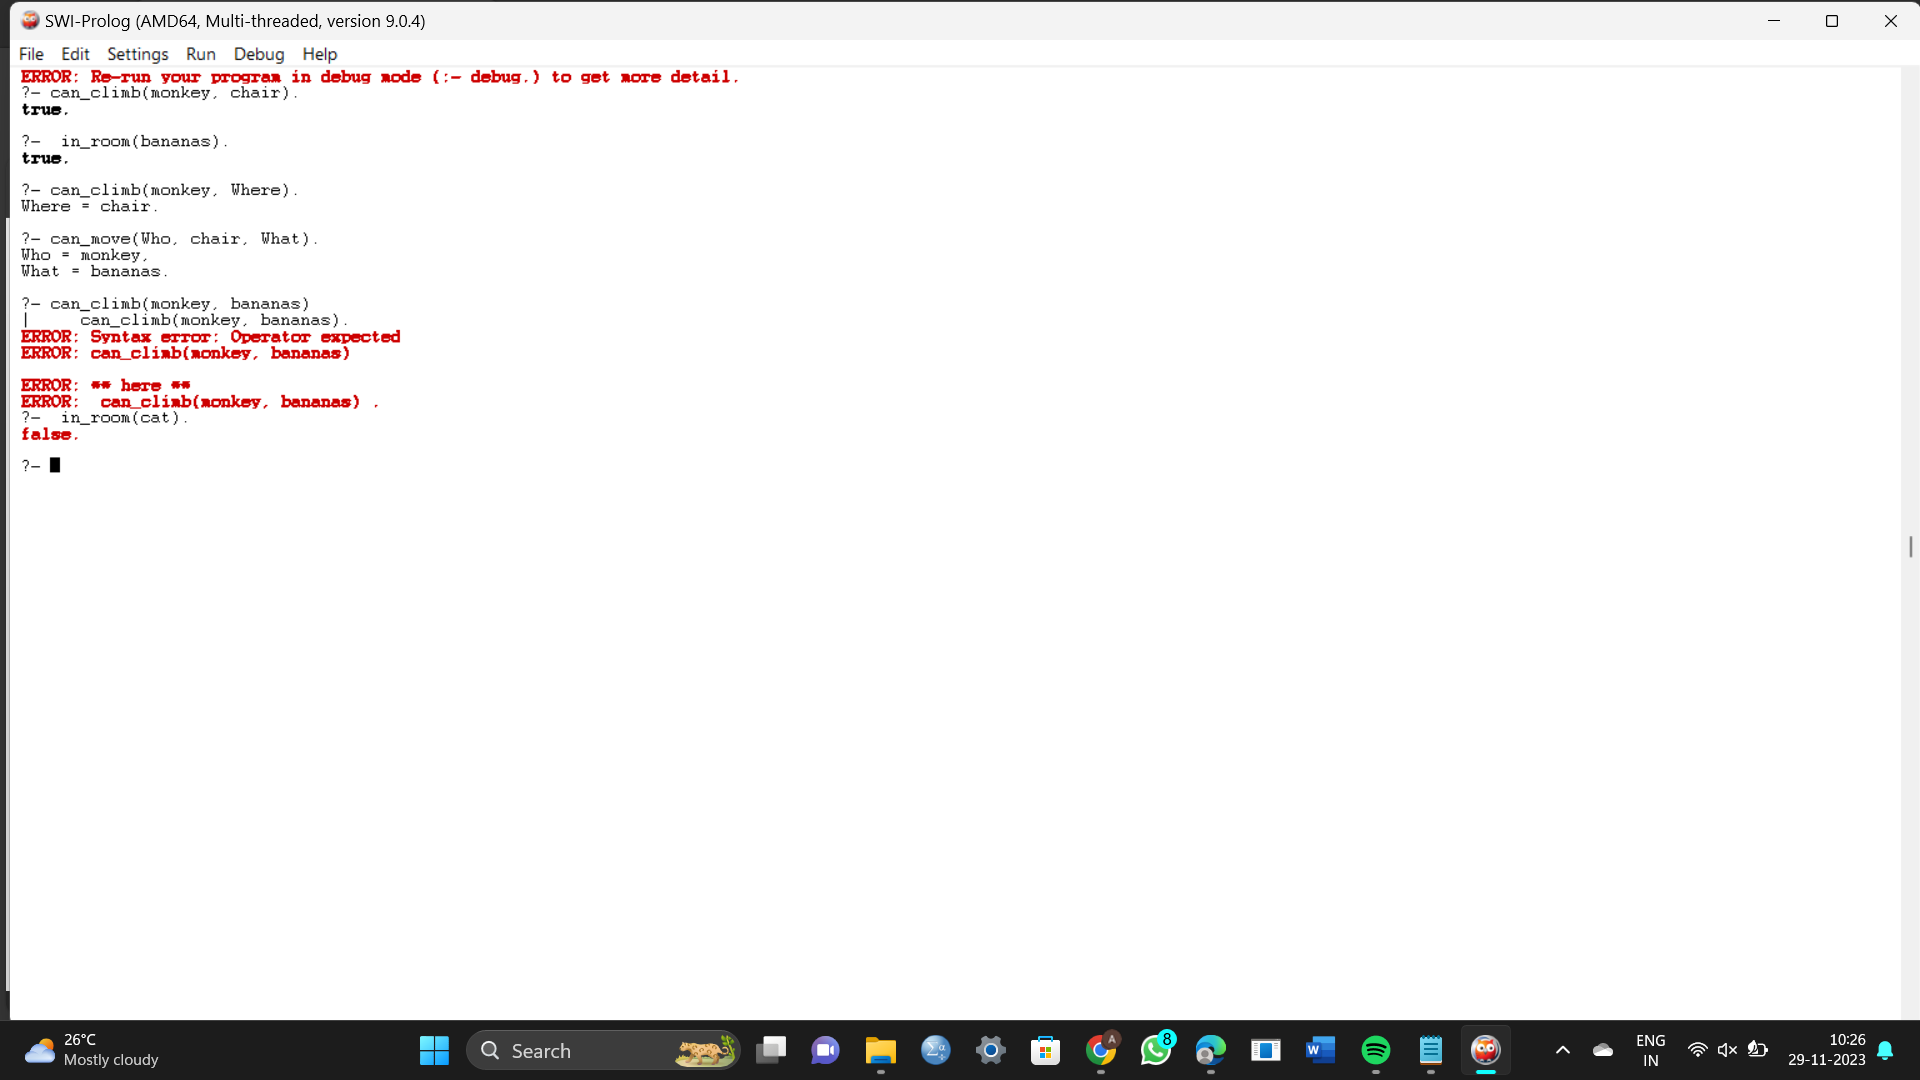 SWI-Prolog (AMD64, Multi-threaded, version 9.0.4)
File Edit Settings Run Debug Help
ERROR: Re-run your program in debug mode (:- debug.) to get more detail.
?- can_climb(monkey, chair).
true.
?-  in_room(bananas).
true.
?- can_climb(monkey, Where).
Where = chair.
?- can_move(Who, chair, What).
Who = monkey,
What = bananas.
?- can_climb(monkey, bananas)
|     can_climb(monkey, bananas).
ERROR: Syntax error: Operator expected
ERROR: can_climb(monkey, bananas)
ERROR: ** here **
ERROR:  can_climb(monkey, bananas) .
?-  in_room(cat).
false.
?-
26°C
Mostly cloudy
Search
A
8
Σα
W
ENG
IN
10:26
29-11-2023